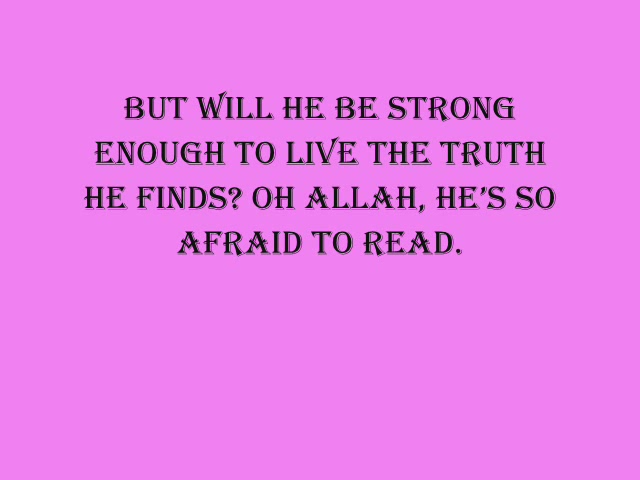 BUT WILL HE BE STRONG
ENOUGH TO LIVE THE TRUTH
HE FINDS? OH ALLAH, HE’S SO
AFRAID TO READ.